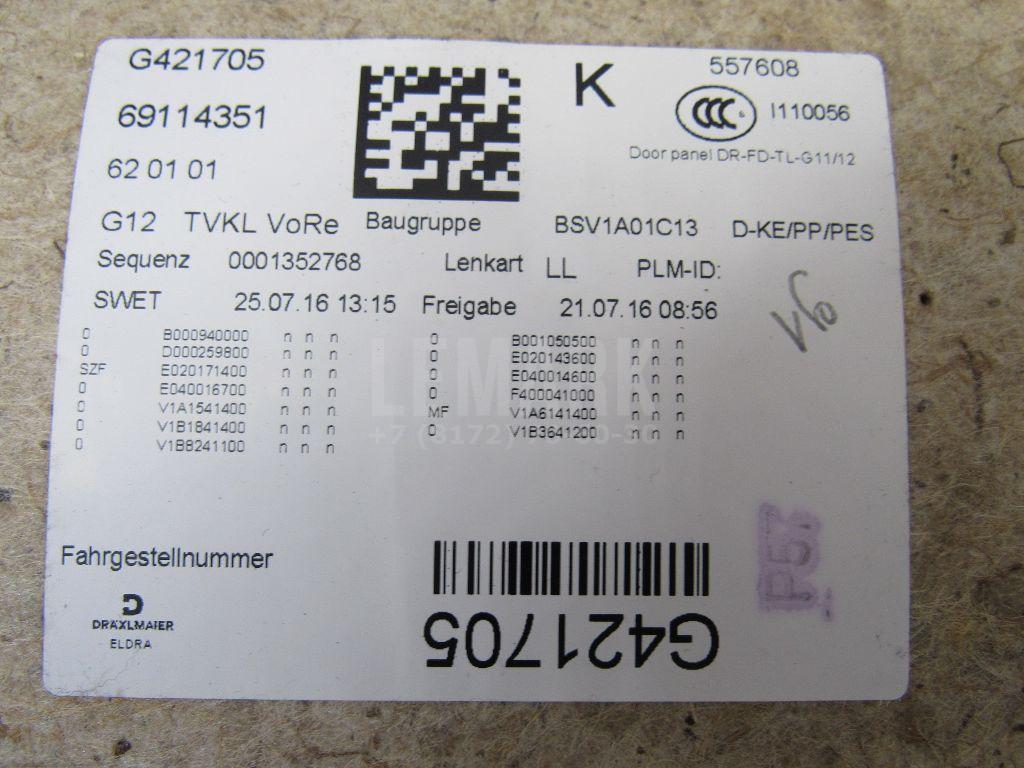 G421705
69114351
62 01 01
K
557608
CCC S I110056
Door panel DR-FD-TL-G11/12
G12 TVKL VoRe Baugruppe BSV1A01C13 D-KE/PP/PES
Sequenz 0001352768 Lenkart LL PLM-ID:
SWET 25.07.16 13:15 Freigabe 21.07.16 08:56
0 B000940000 n n n 0 B001050500 n n n
0 D000259800 n n n 0 E020143600 n n n
SZF E020171400 n n n 0 E040014600 n n n
0 E040016700 n n n 0 F400041000 n n n
0 V1A1541400 n n n MF V1A6141400 n n n
0 V1B1841400 n n n 0 V1B3641200 n n n
0 V1B8241100 n n n
Fahrgestellnummer
DRÄXLMAIER
ELDRA
G421705
P57